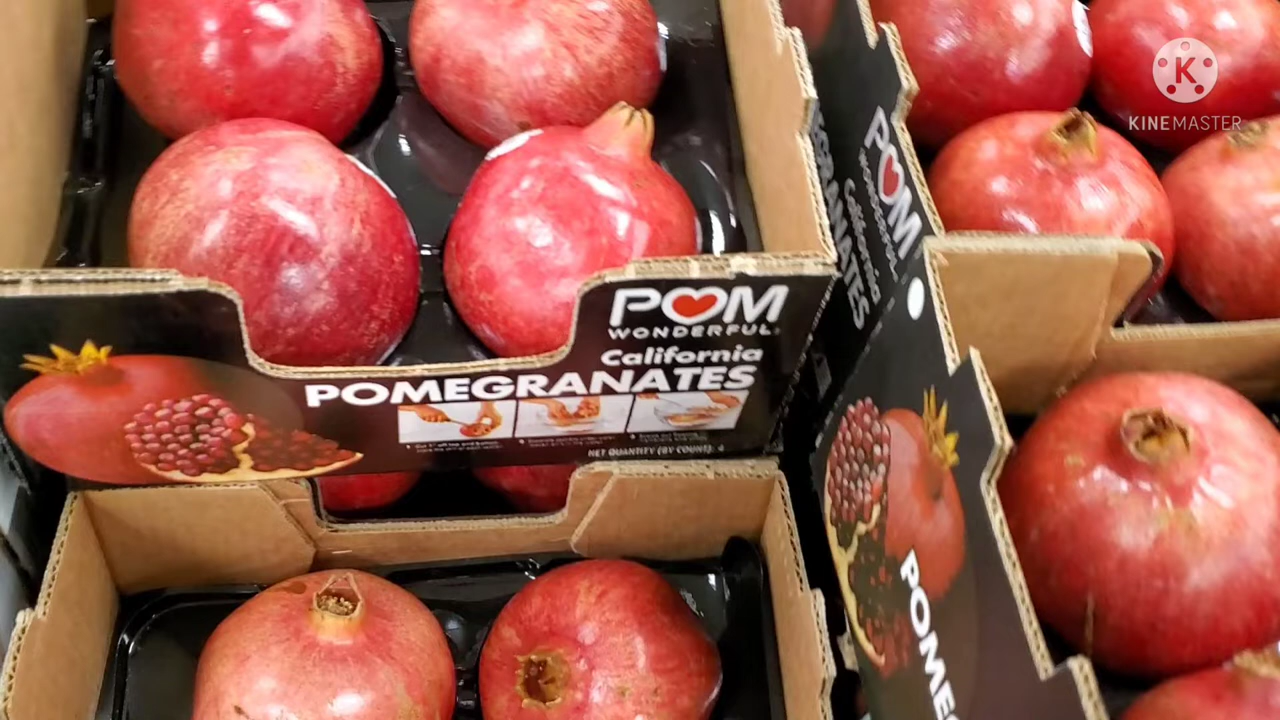 KINEMASTER
POM
WONDERFUL
California
POMEGRANATES
NET QUANTITY (BY COUNT): 4
POM
WONDERFUL
California
POMEGRANATES
POME